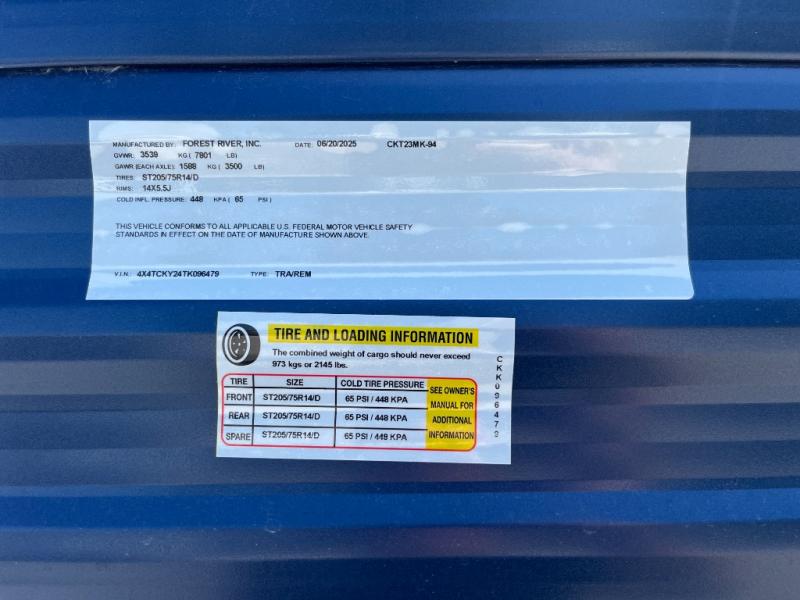 MANUFACTURED BY: FOREST RIVER, INC. DATE: 06/20/2025 CKT23MK-94
GVWR: 3539 KG ( 7801 LB)
GAWR (EACH AXLE): 1588 KG ( 3500 LB)
TIRES: ST205/75R14/D
RIMS: 14X5.5J
COLD INFL. PRESSURE: 448 KPA ( 65 PSI )
THIS VEHICLE CONFORMS TO ALL APPLICABLE U.S. FEDERAL MOTOR VEHICLE SAFETY
STANDARDS IN EFFECT ON THE DATE OF MANUFACTURE SHOWN ABOVE.
V.I.N.: 4X4TCKY24TK096479 TYPE: TRA/REM
TIRE AND LOADING INFORMATION
The combined weight of cargo should never exceed
973 kgs or 2145 lbs.
TIRE SIZE COLD TIRE PRESSURE
FRONT ST205/75R14/D 65 PSI / 448 KPA
REAR ST205/75R14/D 65 PSI / 448 KPA
SPARE ST205/75R14/D 65 PSI / 448 KPA
SEE OWNER'S
MANUAL FOR
ADDITIONAL
INFORMATION
CKK096479